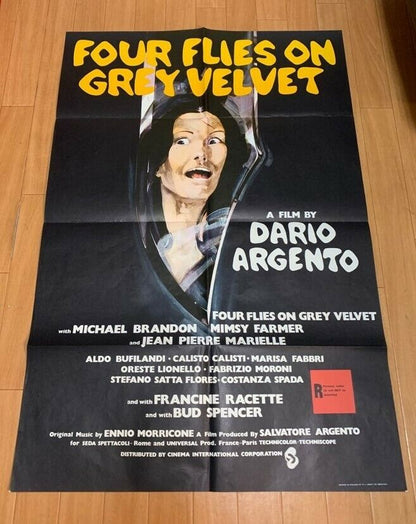 FOUR FLIES ON
GREY VELVET
A FILM BY
DARIO
ARGENTO
FOUR FLIES ON GREY VELVET
with MICHAEL BRANDON MIMSY FARMER
and JEAN PIERRE MARIELLE
ALDO BUFILANDI · CALISTO CALISTI · MARISA FABBRI
ORESTE LIONELLO · FABRIZIO MORONI
STEFANO SATTA FLORES · COSTANZA SPADA
R
and with FRANCINE RACETTE
and with BUD SPENCER
Original Music by ENNIO MORRICONE A Film Produced By SALVATORE ARGENTO
for SEDA SPETTACOLI - Rome and UNIVERSAL Prod. France-Paris TECHNICOLOR-TECHNISCOPE
DISTRIBUTED BY CINEMA INTERNATIONAL CORPORATION